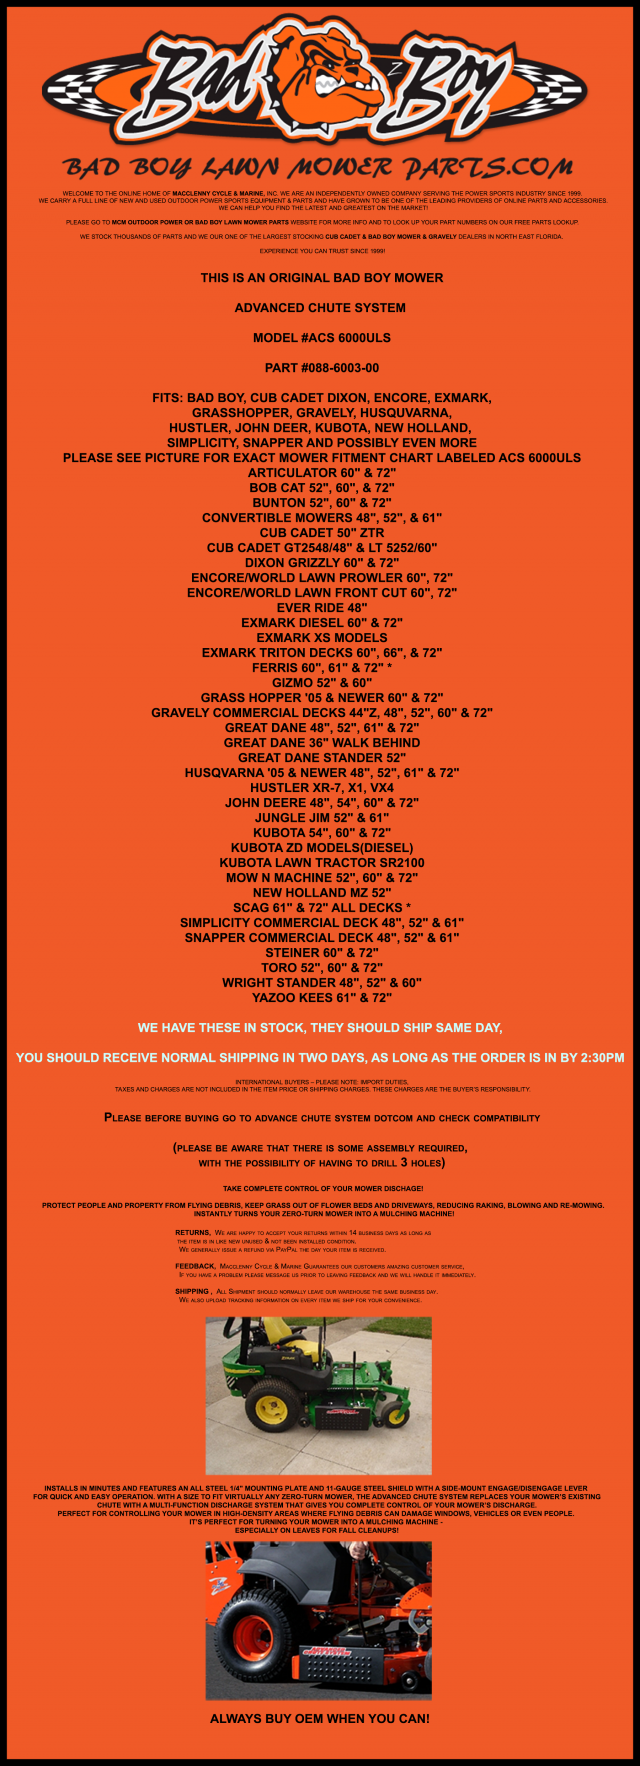 Bad Boy
Z
BAD BOY LAWN MOWER PARTS.COM
WELCOME TO THE ONLINE HOME OF MACCLENNY CYCLE & MARINE, INC. WE ARE AN INDEPENDENTLY OWNED COMPANY SERVING THE POWER SPORTS INDUSTRY SINCE 1999.
WE CARRY A FULL LINE OF NEW AND USED OUTDOOR POWER SPORTS EQUIPMENT & PARTS AND HAVE GROWN TO BE ONE OF THE LEADING PROVIDERS OF ONLINE PARTS AND ACCESSORIES.
WE CAN HELP YOU FIND THE LATEST AND GREATEST ON THE MARKET!
PLEASE GO TO MCM OUTDOOR POWER OR BAD BOY LAWN MOWER PARTS WEBSITE FOR MORE INFO AND TO LOOK UP YOUR PART NUMBERS ON OUR FREE PARTS LOOKUP.
WE STOCK THOUSANDS OF PARTS AND WE OUR ONE OF THE LARGEST STOCKING CUB CADET & BAD BOY MOWER & GRAVELY DEALERS IN NORTH EAST FLORIDA.
EXPERIENCE YOU CAN TRUST SINCE 1999!
THIS IS AN ORIGINAL BAD BOY MOWER
ADVANCED CHUTE SYSTEM
MODEL #ACS 6000ULS
PART #088-6003-00
FITS: BAD BOY, CUB CADET DIXON, ENCORE, EXMARK,
GRASSHOPPER, GRAVELY, HUSQUVARNA,
HUSTLER, JOHN DEER, KUBOTA, NEW HOLLAND,
SIMPLICITY, SNAPPER AND POSSIBLY EVEN MORE
PLEASE SEE PICTURE FOR EXACT MOWER FITMENT CHART LABELED ACS 6000ULS
ARTICULATOR 60" & 72"
BOB CAT 52", 60", & 72"
BUNTON 52", 60" & 72"
CONVERTIBLE MOWERS 48", 52", & 61"
CUB CADET 50" ZTR
CUB CADET GT2548/48" & LT 5252/60"
DIXON GRIZZLY 60" & 72"
ENCORE/WORLD LAWN PROWLER 60", 72"
ENCORE/WORLD LAWN FRONT CUT 60", 72"
EVER RIDE 48"
EXMARK DIESEL 60" & 72"
EXMARK XS MODELS
EXMARK TRITON DECKS 60", 66", & 72"
FERRIS 60", 61" & 72" *
GIZMO 52" & 60"
GRASS HOPPER '05 & NEWER 60" & 72"
GRAVELY COMMERCIAL DECKS 44"Z, 48", 52", 60" & 72"
GREAT DANE 48", 52", 61" & 72"
GREAT DANE 36" WALK BEHIND
GREAT DANE STANDER 52"
HUSQVARNA '05 & NEWER 48", 52", 61" & 72"
HUSTLER XR-7, X1, VX4
JOHN DEERE 48", 54", 60" & 72"
JUNGLE JIM 52" & 61"
KUBOTA 54", 60" & 72"
KUBOTA ZD MODELS(DIESEL)
KUBOTA LAWN TRACTOR SR2100
MOW N MACHINE 52", 60" & 72"
NEW HOLLAND MZ 52"
SCAG 61" & 72" ALL DECKS *
SIMPLICITY COMMERCIAL DECK 48", 52" & 61"
SNAPPER COMMERCIAL DECK 48", 52" & 61"
STEINER 60" & 72"
TORO 52", 60" & 72"
WRIGHT STANDER 48", 52" & 60"
YAZOO KEES 61" & 72"
WE HAVE THESE IN STOCK, THEY SHOULD SHIP SAME DAY,
YOU SHOULD RECEIVE NORMAL SHIPPING IN TWO DAYS, AS LONG AS THE ORDER IS IN BY 2:30PM
INTERNATIONAL BUYERS – PLEASE NOTE: IMPORT DUTIES,
TAXES AND CHARGES ARE NOT INCLUDED IN THE ITEM PRICE OR SHIPPING CHARGES. THESE CHARGES ARE THE BUYER'S RESPONSIBILITY.
PLEASE BEFORE BUYING GO TO ADVANCE CHUTE SYSTEM DOTCOM AND CHECK COMPATIBILITY
(PLEASE BE AWARE THAT THERE IS SOME ASSEMBLY REQUIRED,
WITH THE POSSIBILITY OF HAVING TO DRILL 3 HOLES)
TAKE COMPLETE CONTROL OF YOUR MOWER DISCHAGE!
PROTECT PEOPLE AND PROPERTY FROM FLYING DEBRIS, KEEP GRASS OUT OF FLOWER BEDS AND DRIVEWAYS, REDUCING RAKING, BLOWING AND RE-MOWING.
INSTANTLY TURNS YOUR ZERO-TURN MOWER INTO A MULCHING MACHINE!
RETURNS, WE ARE HAPPY TO ACCEPT YOUR RETURNS WITHIN 14 BUSINESS DAYS AS LONG AS
THE ITEM IS IN LIKE NEW UNUSED & NOT BEEN INSTALLED CONDITION.
WE GENERALLY ISSUE A REFUND VIA PAYPAL THE DAY YOUR ITEM IS RECEIVED.
FEEDBACK, MACCLENNY CYCLE & MARINE GUARANTEES OUR CUSTOMERS AMAZING CUSTOMER SERVICE,
IF YOU HAVE A PROBLEM PLEASE MESSAGE US PRIOR TO LEAVING FEEDBACK AND WE WILL HANDLE IT IMMEDIATELY.
SHIPPING , ALL SHIPMENT SHOULD NORMALLY LEAVE OUR WAREHOUSE THE SAME BUSINESS DAY.
WE ALSO UPLOAD TRACKING INFORMATION ON EVERY ITEM WE SHIP FOR YOUR CONVENIENCE.
INSTALLS IN MINUTES AND FEATURES AN ALL STEEL 1/4" MOUNTING PLATE AND 11-GAUGE STEEL SHIELD WITH A SIDE-MOUNT ENGAGE/DISENGAGE LEVER
FOR QUICK AND EASY OPERATION. WITH A SIZE TO FIT VIRTUALLY ANY ZERO-TURN MOWER, THE ADVANCED CHUTE SYSTEM REPLACES YOUR MOWER'S EXISTING
CHUTE WITH A MULTI-FUNCTION DISCHARGE SYSTEM THAT GIVES YOU COMPLETE CONTROL OF YOUR MOWER'S DISCHARGE.
PERFECT FOR CONTROLLING YOUR MOWER IN HIGH-DENSITY AREAS WHERE FLYING DEBRIS CAN DAMAGE WINDOWS, VEHICLES OR EVEN PEOPLE.
IT'S PERFECT FOR TURNING YOUR MOWER INTO A MULCHING MACHINE -
ESPECIALLY ON LEAVES FOR FALL CLEANUPS!
ALWAYS BUY OEM WHEN YOU CAN!